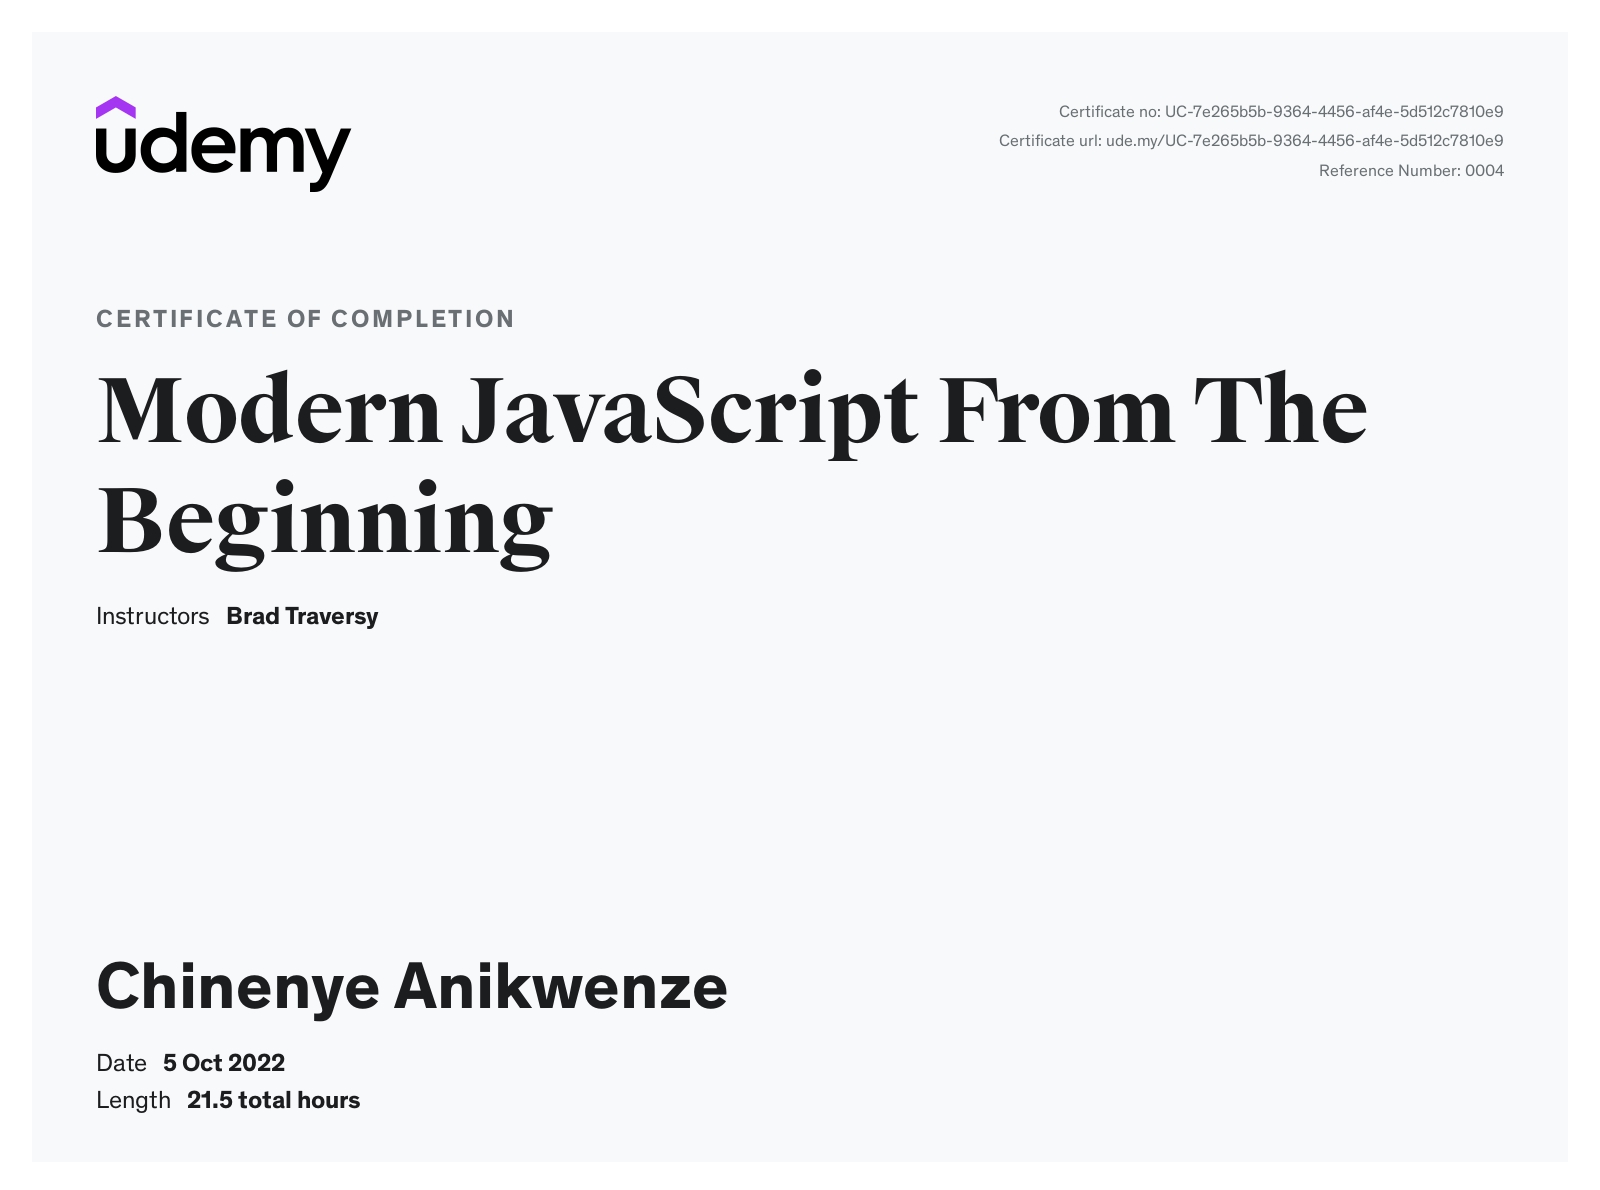 udemy
Certificate no: UC-7e265b5b-9364-4456-af4e-5d512c7810e9
Certificate url: ude.my/UC-7e265b5b-9364-4456-af4e-5d512c7810e9
Reference Number: 0004
CERTIFICATE OF COMPLETION
Modern JavaScript From The
Beginning
Instructors Brad Traversy
Chinenye Anikwenze
Date 5 Oct 2022
Length 21.5 total hours